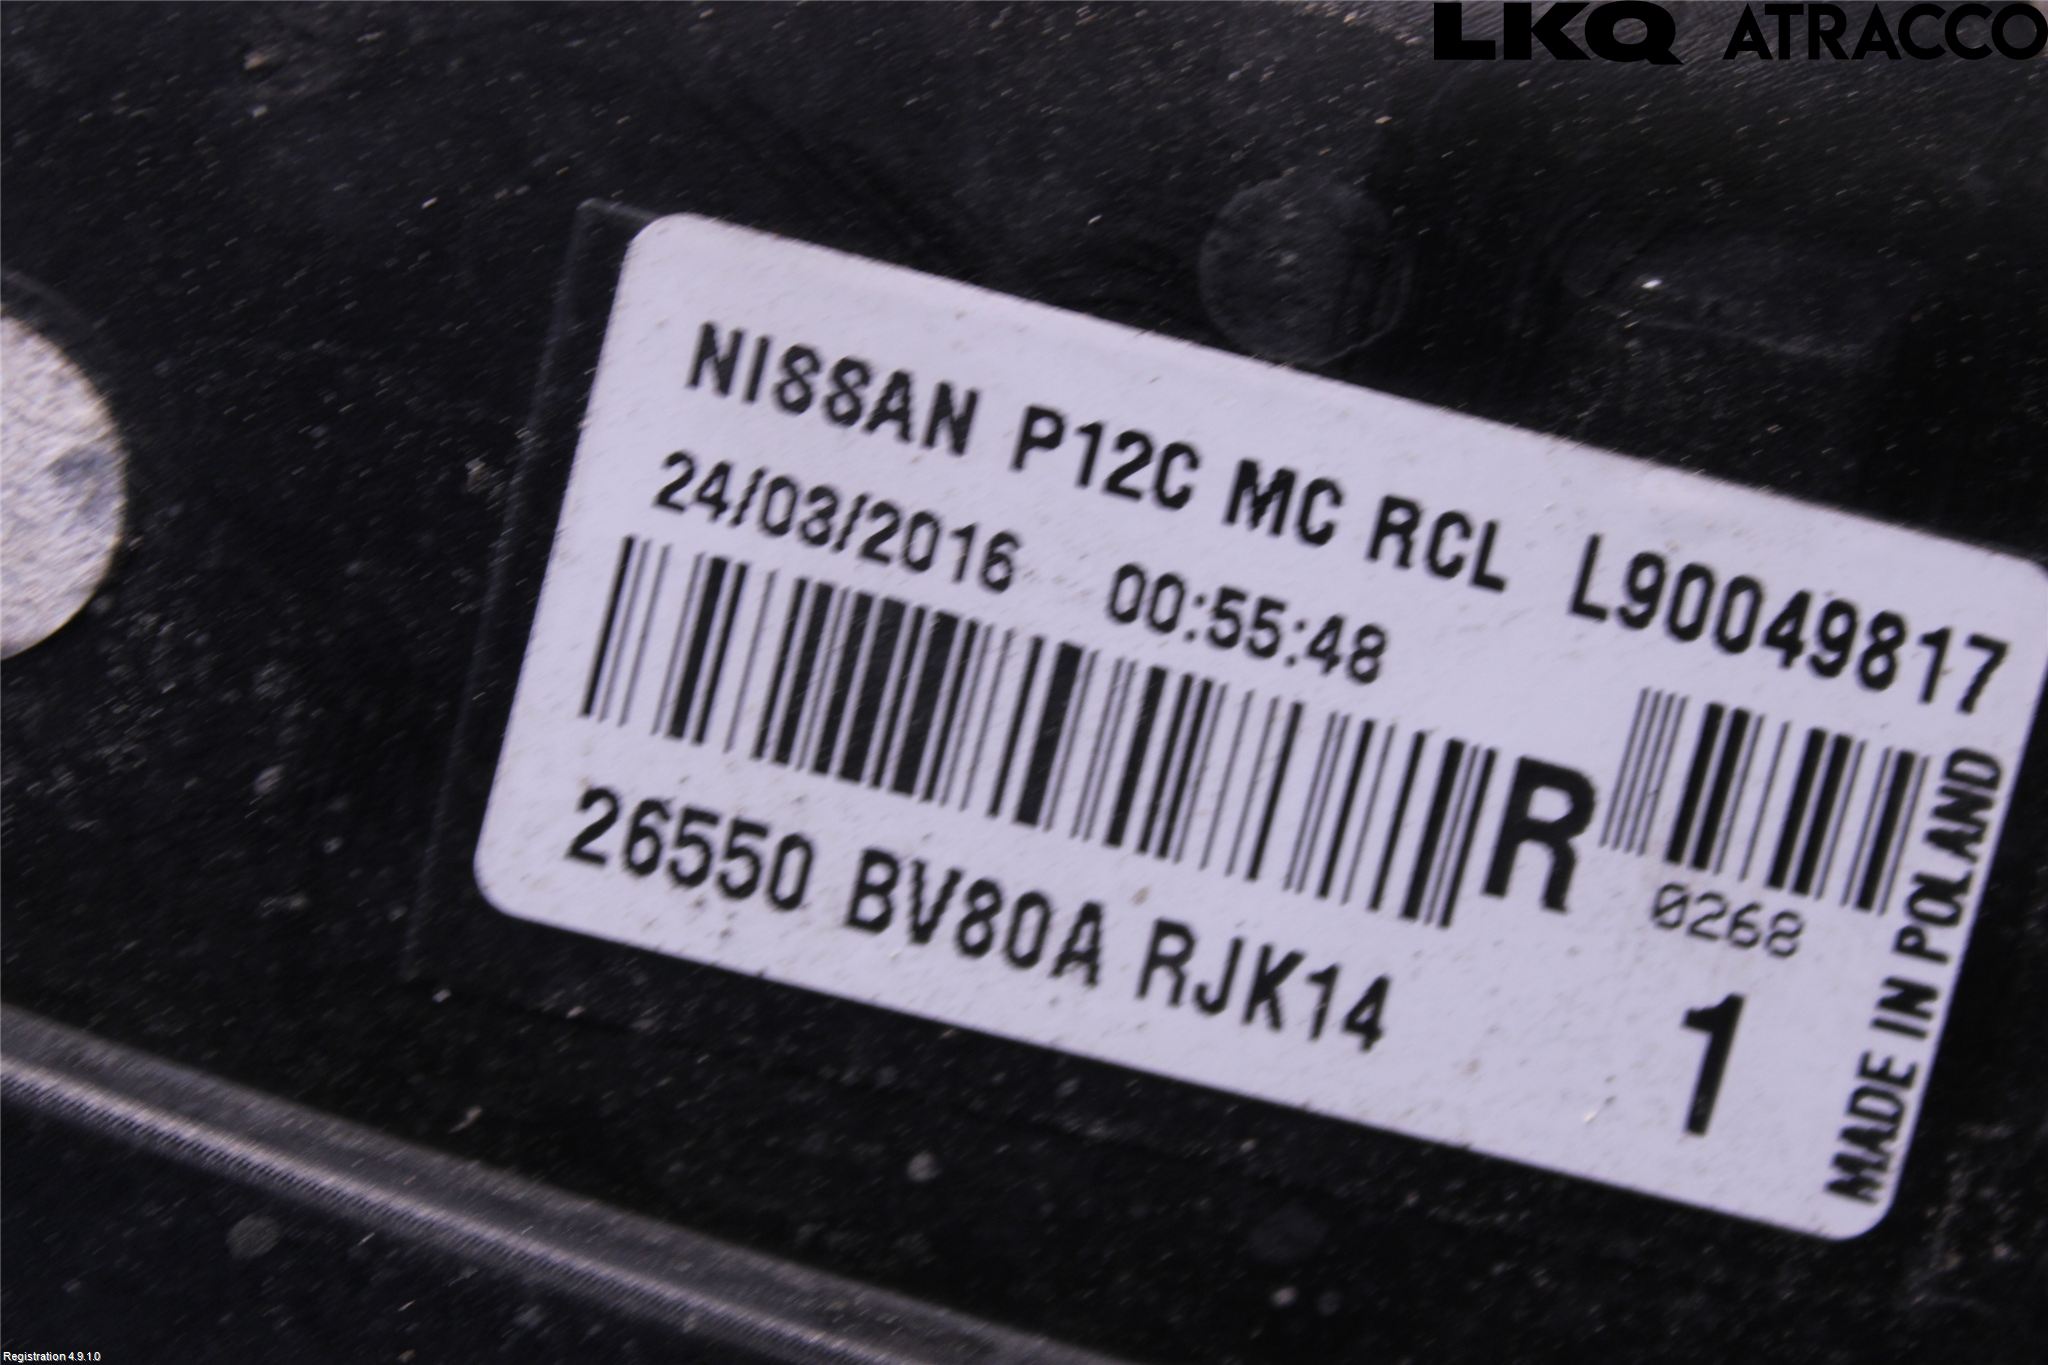 LKQ ATRACCO
NISSAN P12C MC RCL L90049817
24/03/2016 00:55:48
R
0268
26550 BV80A RJK14
1
MADE IN POLAND
Registration 4.9.1.0